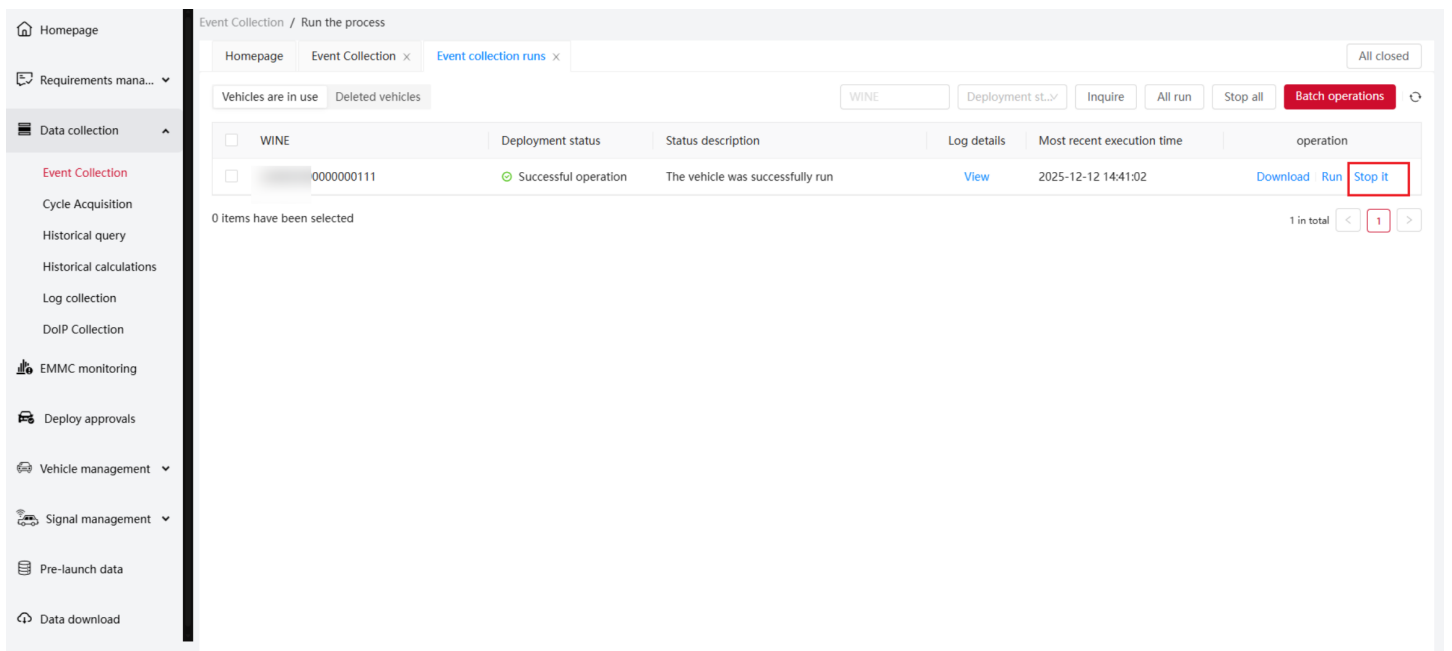 Homepage
Requirements mana...
Data collection
Event Collection
Cycle Acquisition
Historical query
Historical calculations
Log collection
DoIP Collection
EMMC monitoring
Deploy approvals
Vehicle management
Signal management
Pre-launch data
Data download
Event Collection / Run the process
Homepage Event Collection × Event collection runs × All closed
Vehicles are in use Deleted vehicles WINE Deployment st... Inquire All run Stop all Batch operations
WINE Deployment status Status description Log details Most recent execution time operation
0000000111 Successful operation The vehicle was successfully run View 2025-12-12 14:41:02 Download Run Stop it
0 items have been selected 1 in total < 1 >